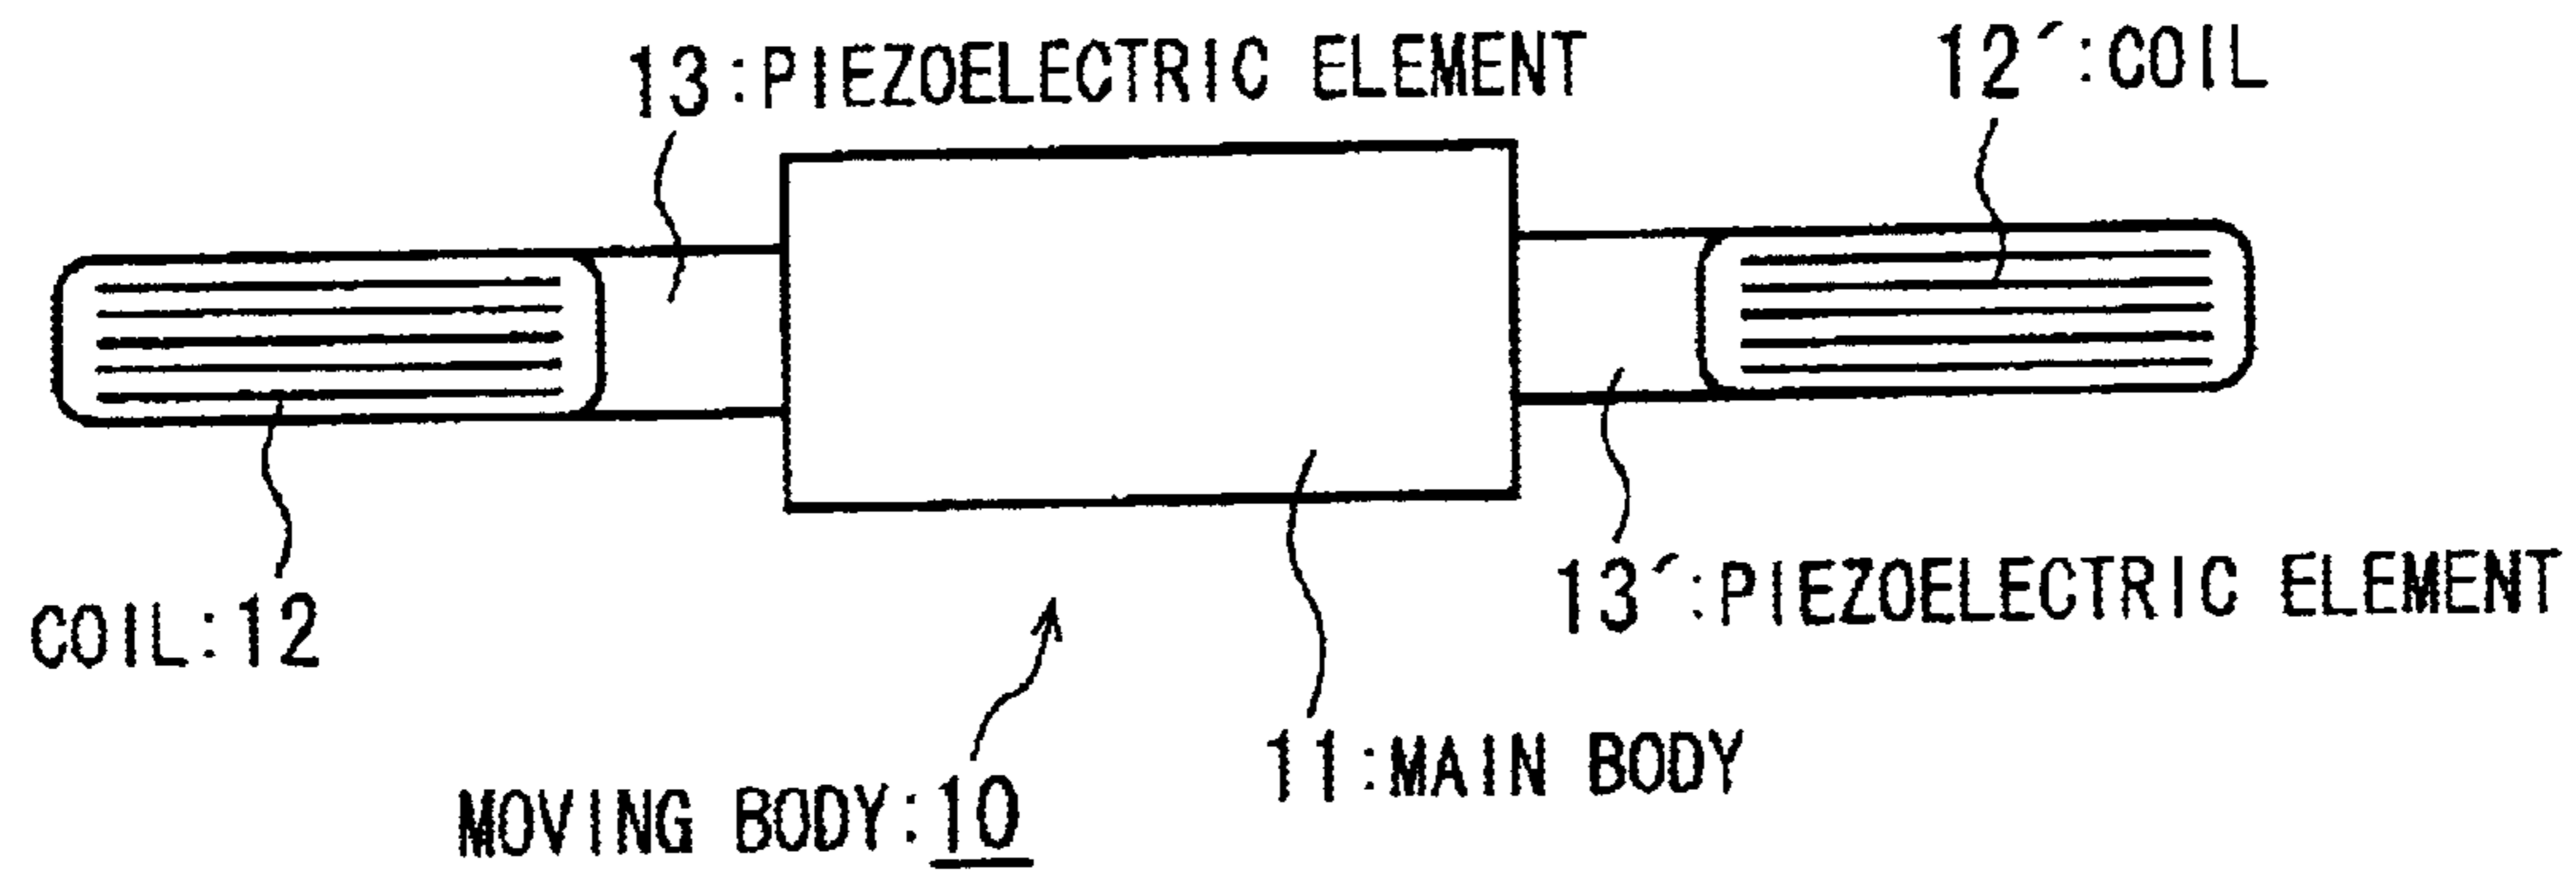 13:PIEZOELECTRIC ELEMENT
12´:COIL
COIL:12
13´:PIEZOELECTRIC ELEMENT
11:MAIN BODY
MOVING BODY:10